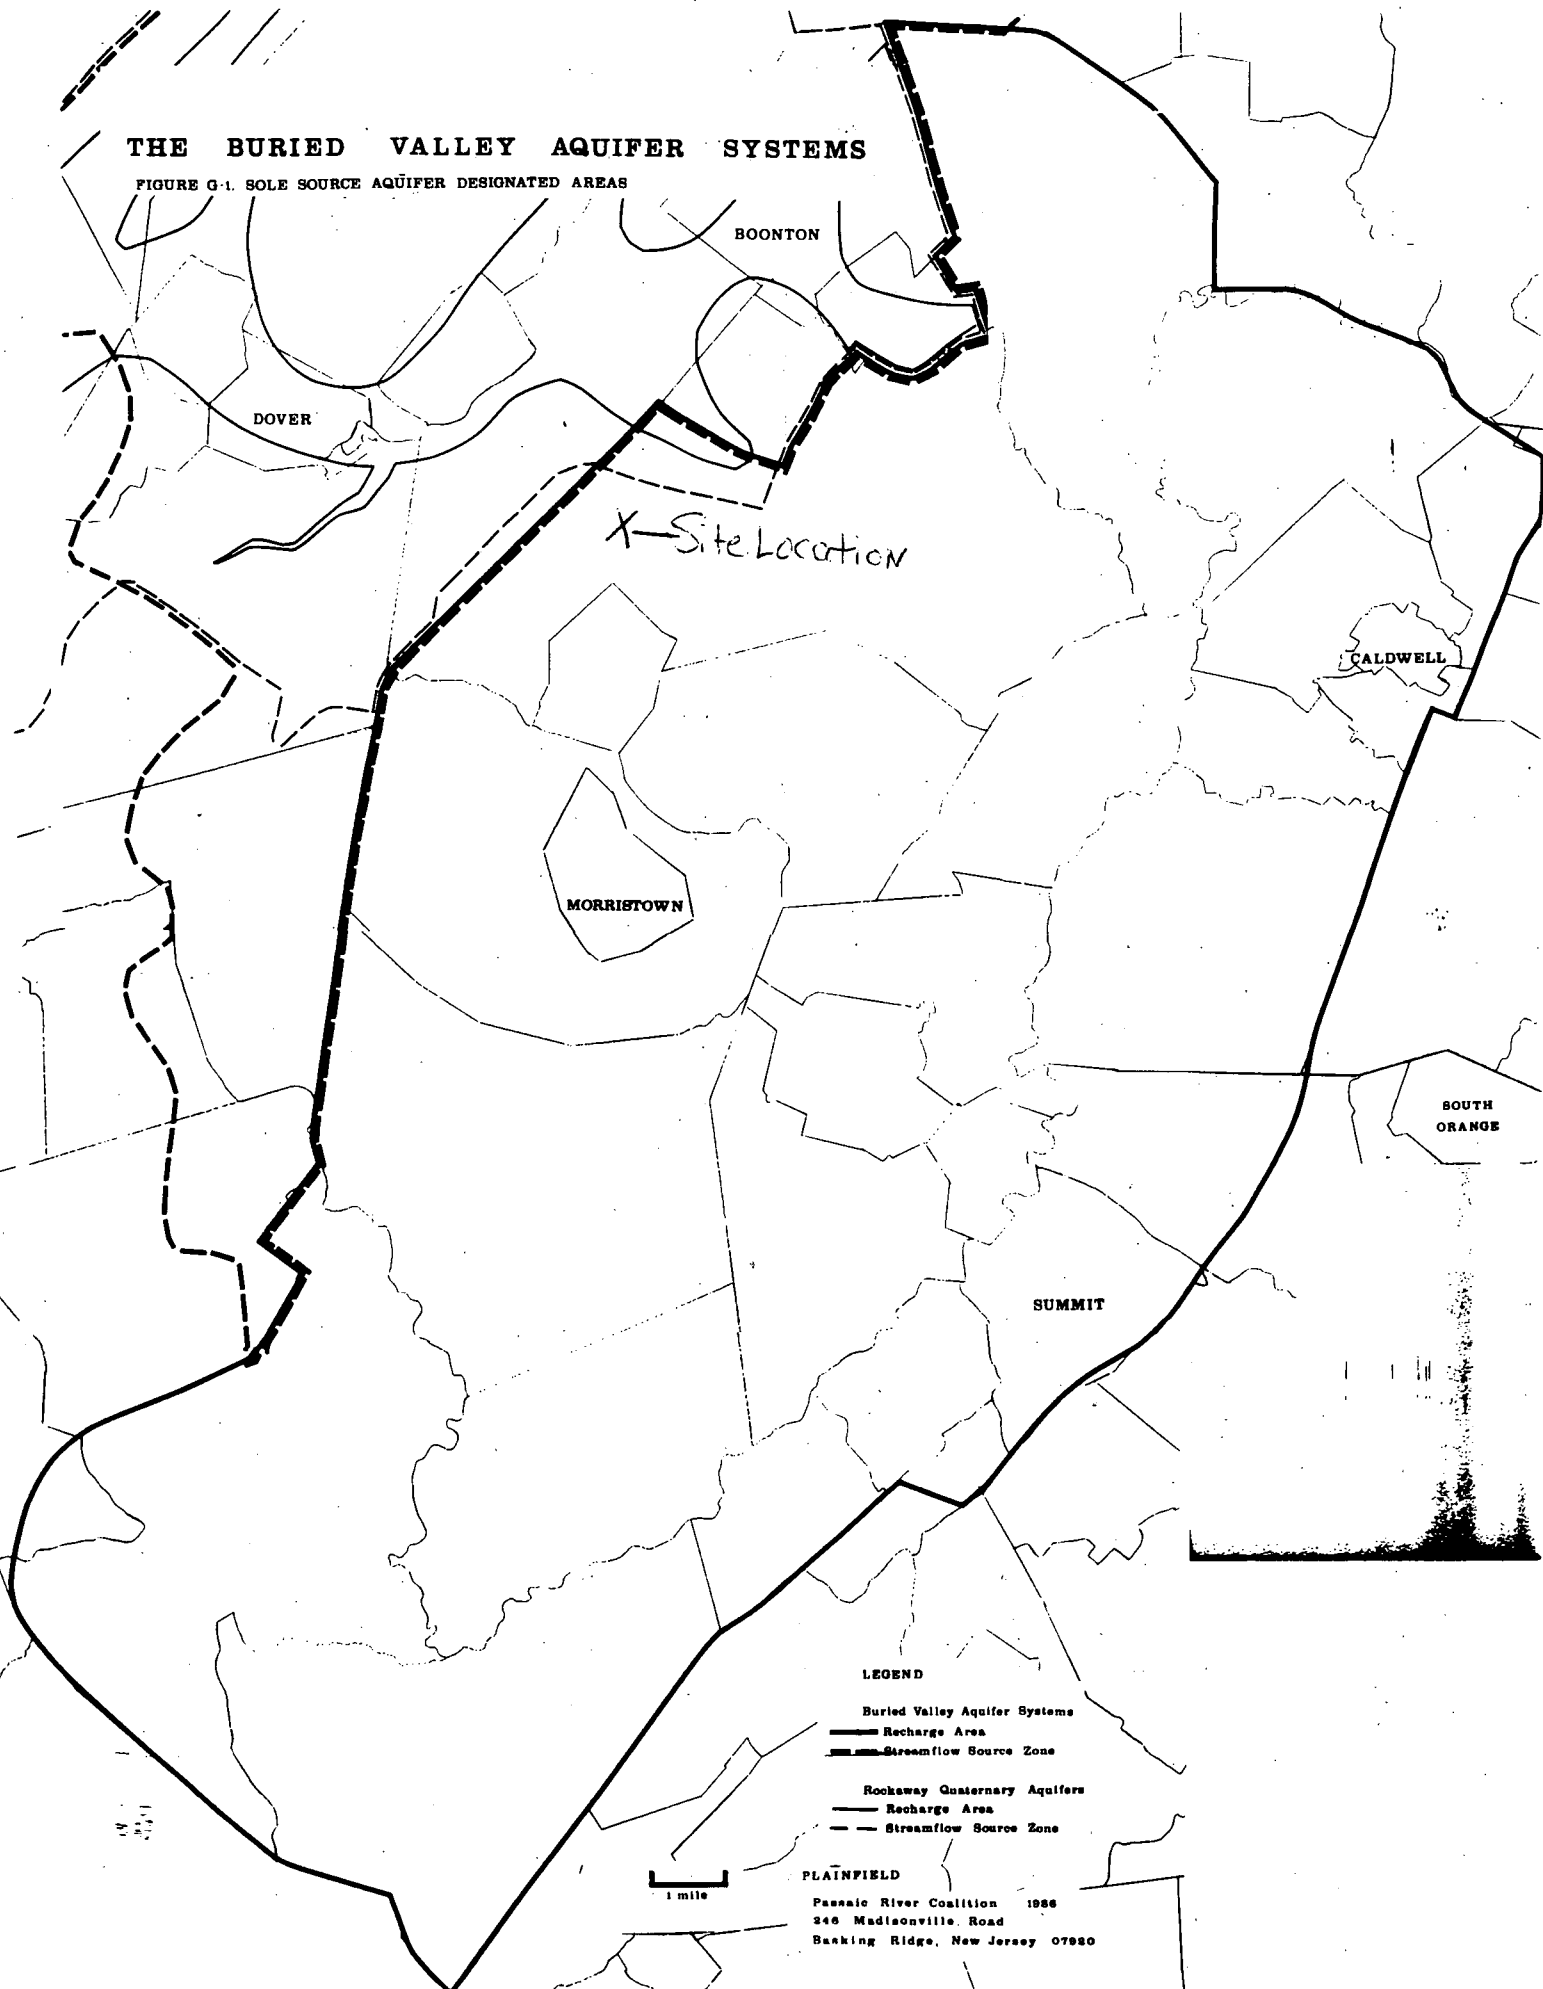 THE BURIED VALLEY AQUIFER SYSTEMS
FIGURE G-1. SOLE SOURCE AQUIFER DESIGNATED AREAS
BOONTON
DOVER
X—Site Location
CALDWELL
MORRISTOWN
SOUTH
ORANGE
SUMMIT
LEGEND
Buried Valley Aquifer Systems
Recharge Area
Streamflow Source Zone
Rockaway Quaternary Aquifers
Recharge Area
Streamflow Source Zone
1 mile
PLAINFIELD
Passaic River Coalition 1986
246 Madisonville Road
Basking Ridge, New Jersey 07920